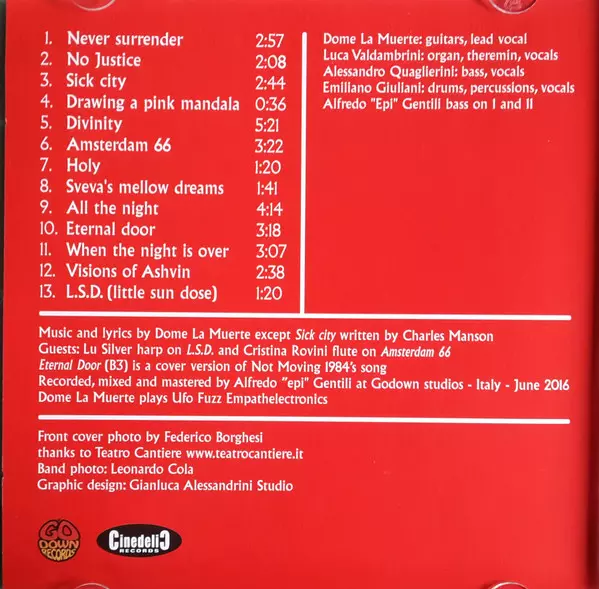 1. Never surrender 2:57
2. No Justice 2:08
3. Sick city 2:44
4. Drawing a pink mandala 0:36
5. Divinity 5:21
6. Amsterdam 66 3:22
7. Holy 1:20
8. Sveva's mellow dreams 1:41
9. All the night 4:14
10. Eternal door 3:18
11. When the night is over 3:07
12. Visions of Ashvin 2:38
13. L.S.D. (little sun dose) 1:20
Dome La Muerte: guitars, lead vocal
Luca Valdambrini: organ, theremin, vocals
Alessandro Quaglierini: bass, vocals
Emiliano Giuliani: drums, percussions, vocals
Alfredo "Epi" Gentili bass on 1 and 11
Music and lyrics by Dome La Muerte except Sick city written by Charles Manson
Guests: Lu Silver harp on L.S.D. and Cristina Rovini flute on Amsterdam 66
Eternal Door (B3) is a cover version of Not Moving 1984's song
Recorded, mixed and mastered by Alfredo "epi" Gentili at Godown studios - Italy - June 2016
Dome La Muerte plays Ufo Fuzz Empathelectronics
Front cover photo by Federico Borghesi
thanks to Teatro Cantiere www.teatrocantiere.it
Band photo: Leonardo Cola
Graphic design: Gianluca Alessandrini Studio
GO
DOWN
RECORDS
Cinedelic
RECORDS